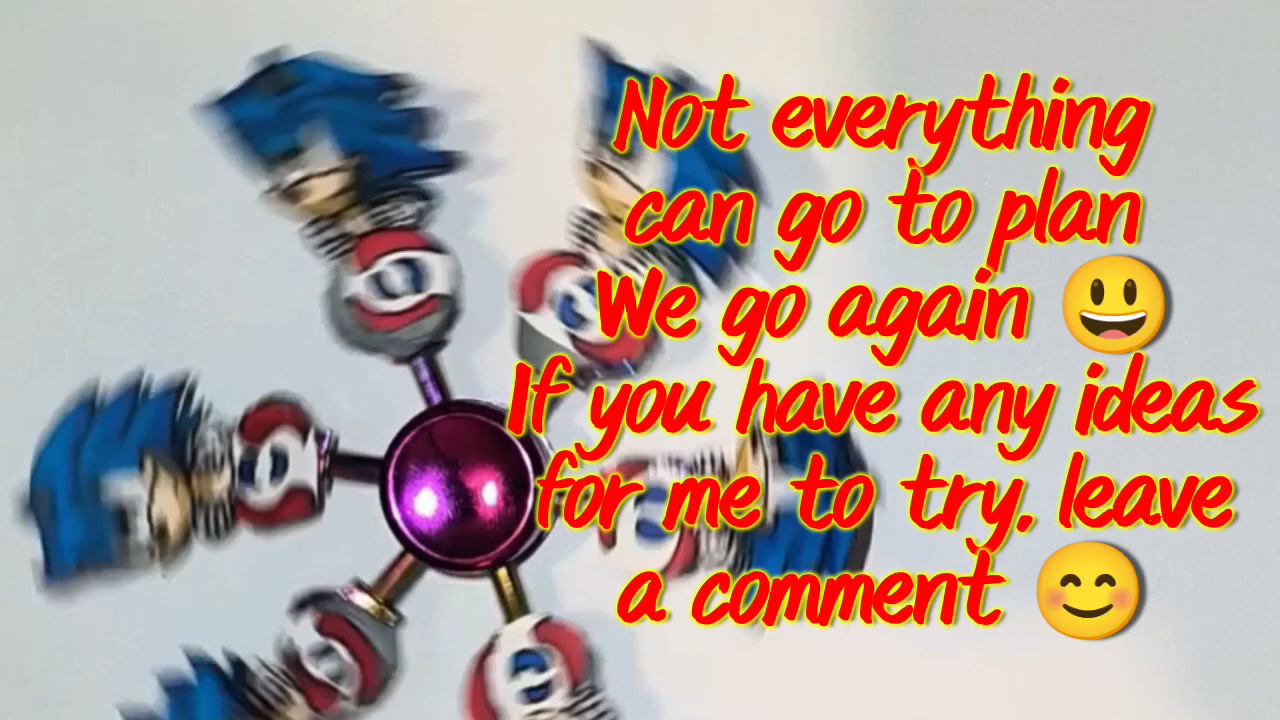 Not everything
can go to plan
We go again 😃
If you have any ideas
for me to try, leave
a comment 😊